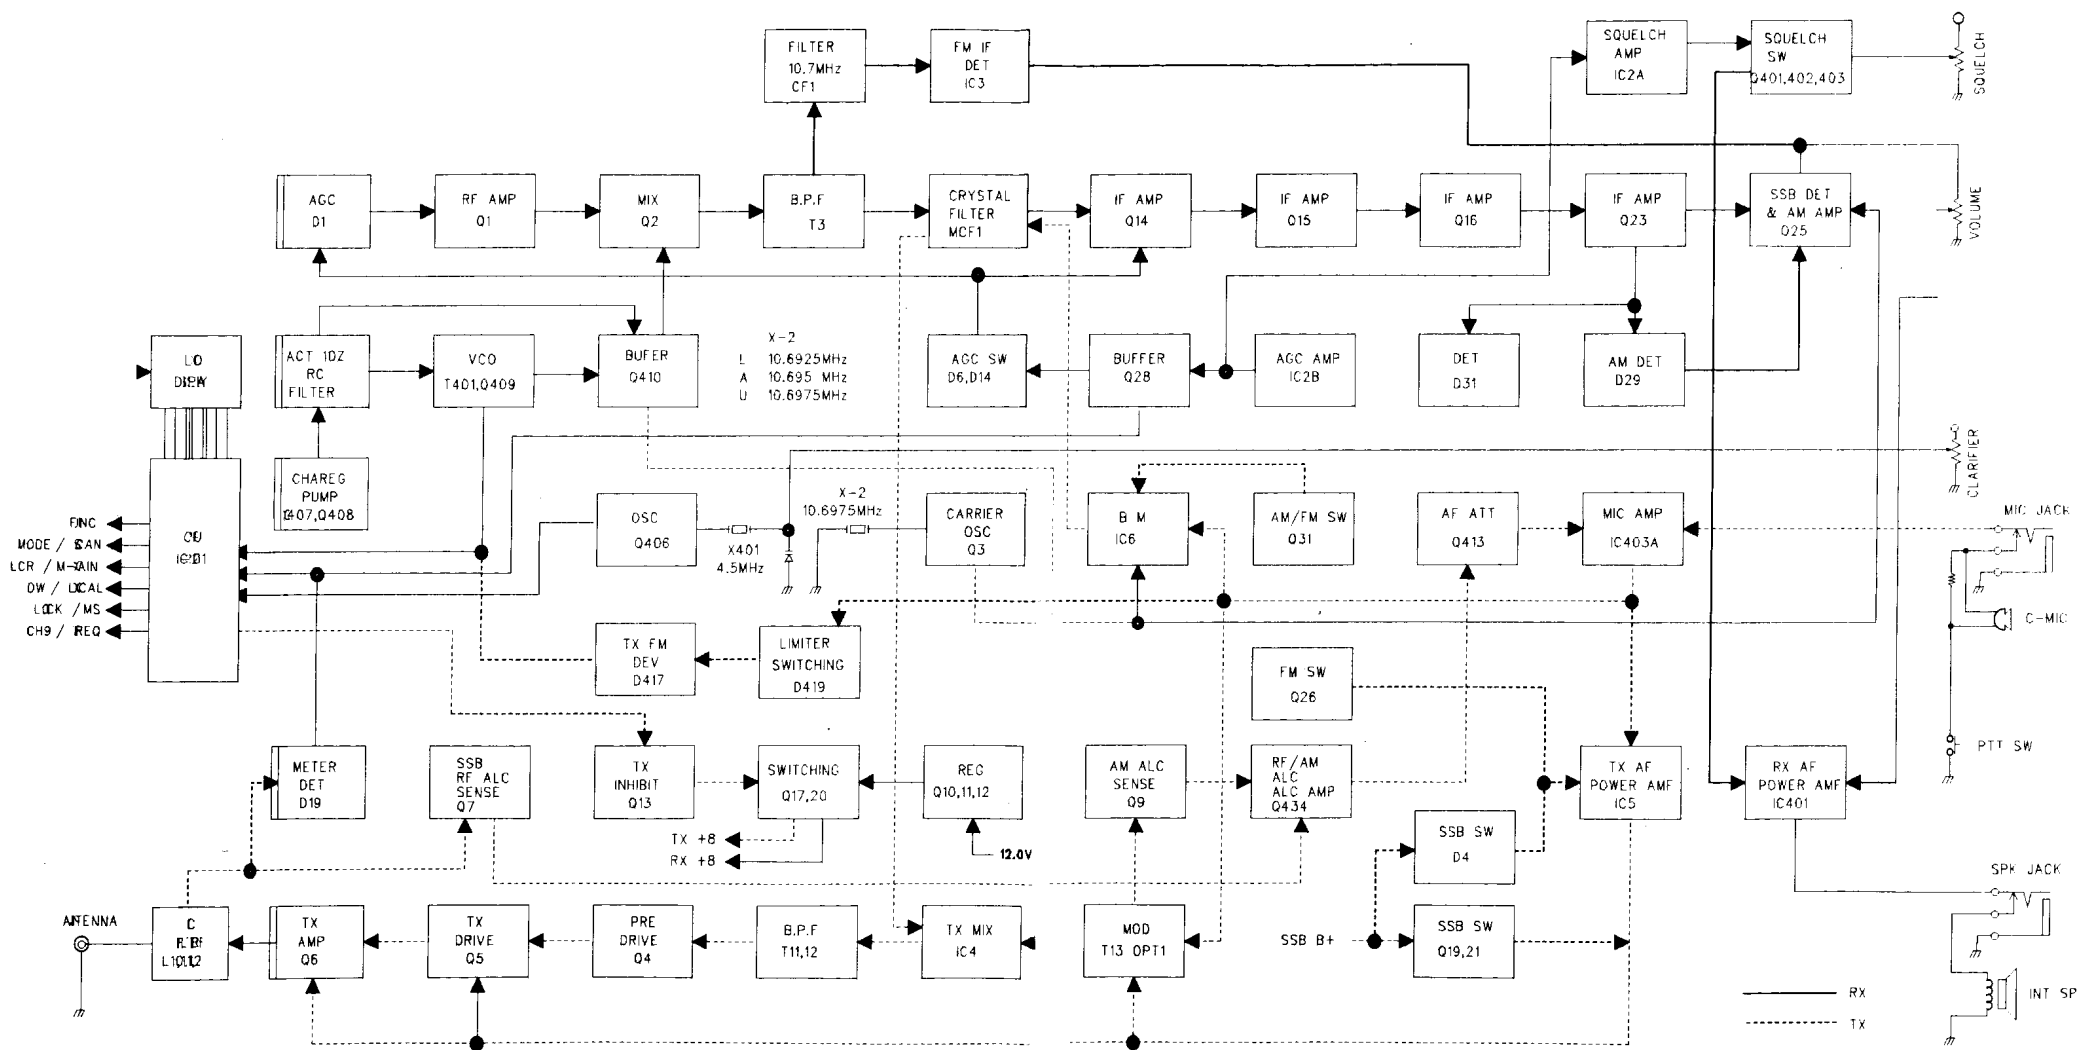 FILTER
10.7MHz
CF1
FM IF
DET
IC3
SQUELCH
AMP
IC2A
SQUELCH
SW
Q401,402,403
SQUELCH
AGC
D1
RF AMP
Q1
MIX
Q2
B.P.F
T3
CRYSTAL
FILTER
MCF1
IF AMP
Q14
IF AMP
Q15
IF AMP
Q16
IF AMP
Q23
SSB DET
& AM AMP
Q25
VOLUME
ACT 1DZ
RC
FILTER
VCO
T401,Q409
BUFER
Q410
X-2
L 10.6925MHz
A 10.695 MHz
U 10.6975MHz
AGC SW
D6,D14
BUFFER
Q28
AGC AMP
IC2B
DET
D31
AM DET
D29
CLARIFIER
CHAREG
PUMP
Q407,Q408
OSC
Q406
X401
4.5MHz
X-2
10.6975MHz
CARRIER
OSC
Q3
B M
IC6
AM/FM SW
Q31
AF ATT
Q413
MIC AMP
IC403A
MIC JACK
MODE /
LCR /
DW /
LOCK / MS
CH9 /
C-MIC
TX FM
DEV
D417
LIMITER
SWITCHING
D419
FM SW
Q26
METER
DET
D19
SSB
RF ALC
SENSE
Q7
TX
INHIBIT
Q13
SWITCHING
Q17,20
REG
Q10,11,12
AM ALC
SENSE
Q9
RF/AM
ALC
ALC AMP
Q434
TX AF
POWER AMF
IC5
RX AF
POWER AMF
IC401
PTT SW
TX +8
RX +8
12.0V
SSB SW
D4
SPK JACK
ANTENNA
TX
AMP
Q6
TX
DRIVE
Q5
PRE
DRIVE
Q4
B.P.F
T11,12
TX MIX
IC4
MOD
T13 OPT1
SSB B+
SSB SW
Q19,21
RX
TX
INT SP